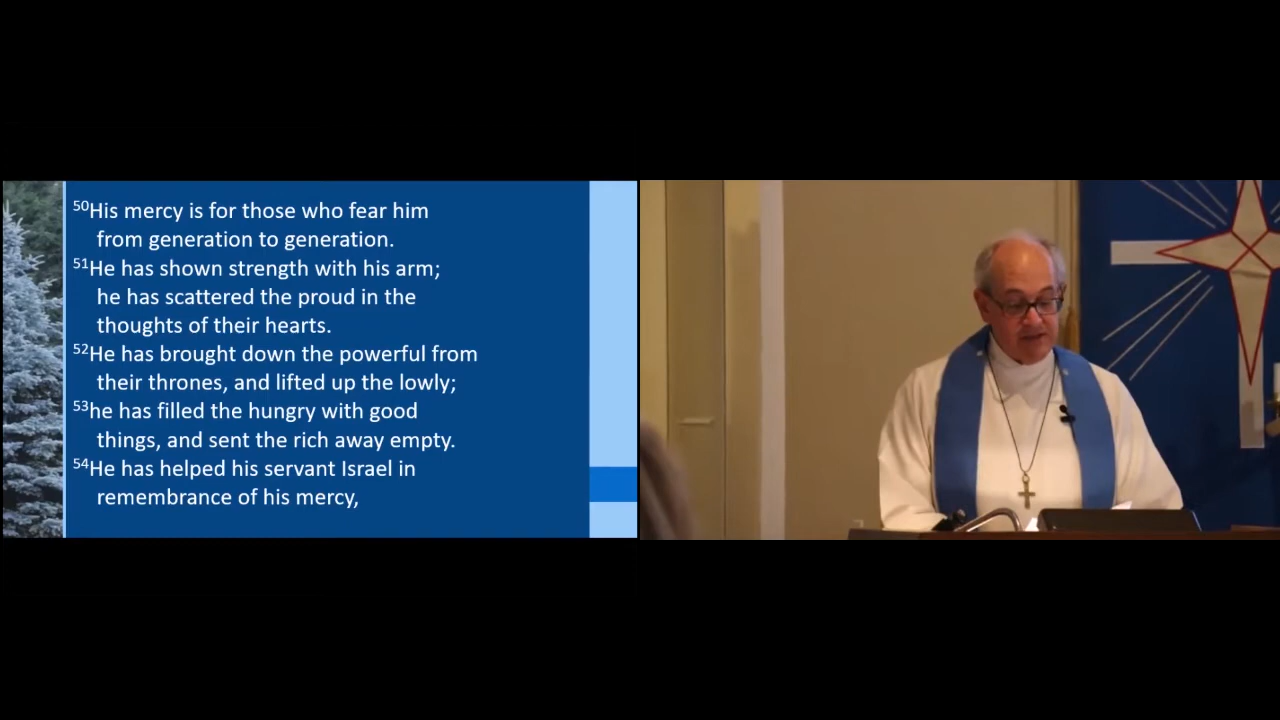 50His mercy is for those who fear him
from generation to generation.
51He has shown strength with his arm;
he has scattered the proud in the
thoughts of their hearts.
52He has brought down the powerful from
their thrones, and lifted up the lowly;
53he has filled the hungry with good
things, and sent the rich away empty.
54He has helped his servant Israel in
remembrance of his mercy,